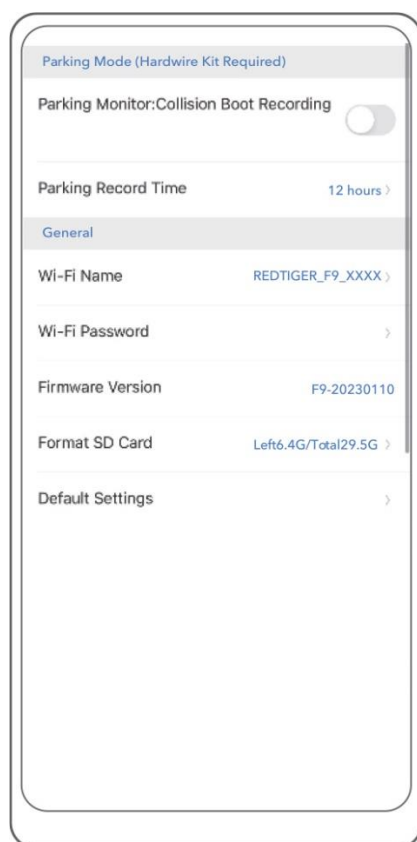 Parking Mode (Hardwire Kit Required)
Parking Monitor:Collision Boot Recording
Parking Record Time 12 hours
General
Wi-Fi Name REDTIGER_F9_XXXX
Wi-Fi Password
Firmware Version F9-20230110
Format SD Card Left6.4G/Total29.5G
Default Settings